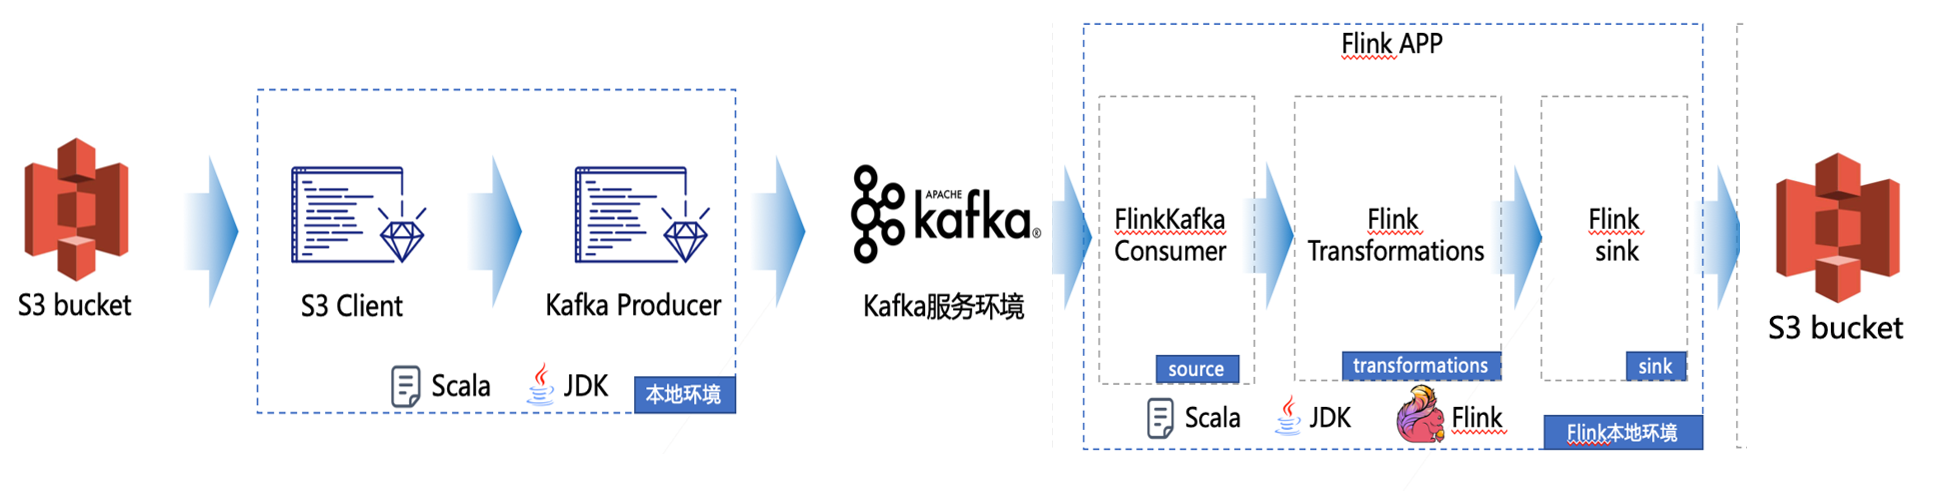 S3 bucket
S3 Client
Kafka Producer
Scala
JDK
本地环境
APACHE
kafka®
Kafka服务环境
Flink APP
FlinkKafka
Consumer
source
Flink
Transformations
transformations
Flink
sink
sink
Scala
JDK
Flink
Flink本地环境
S3 bucket